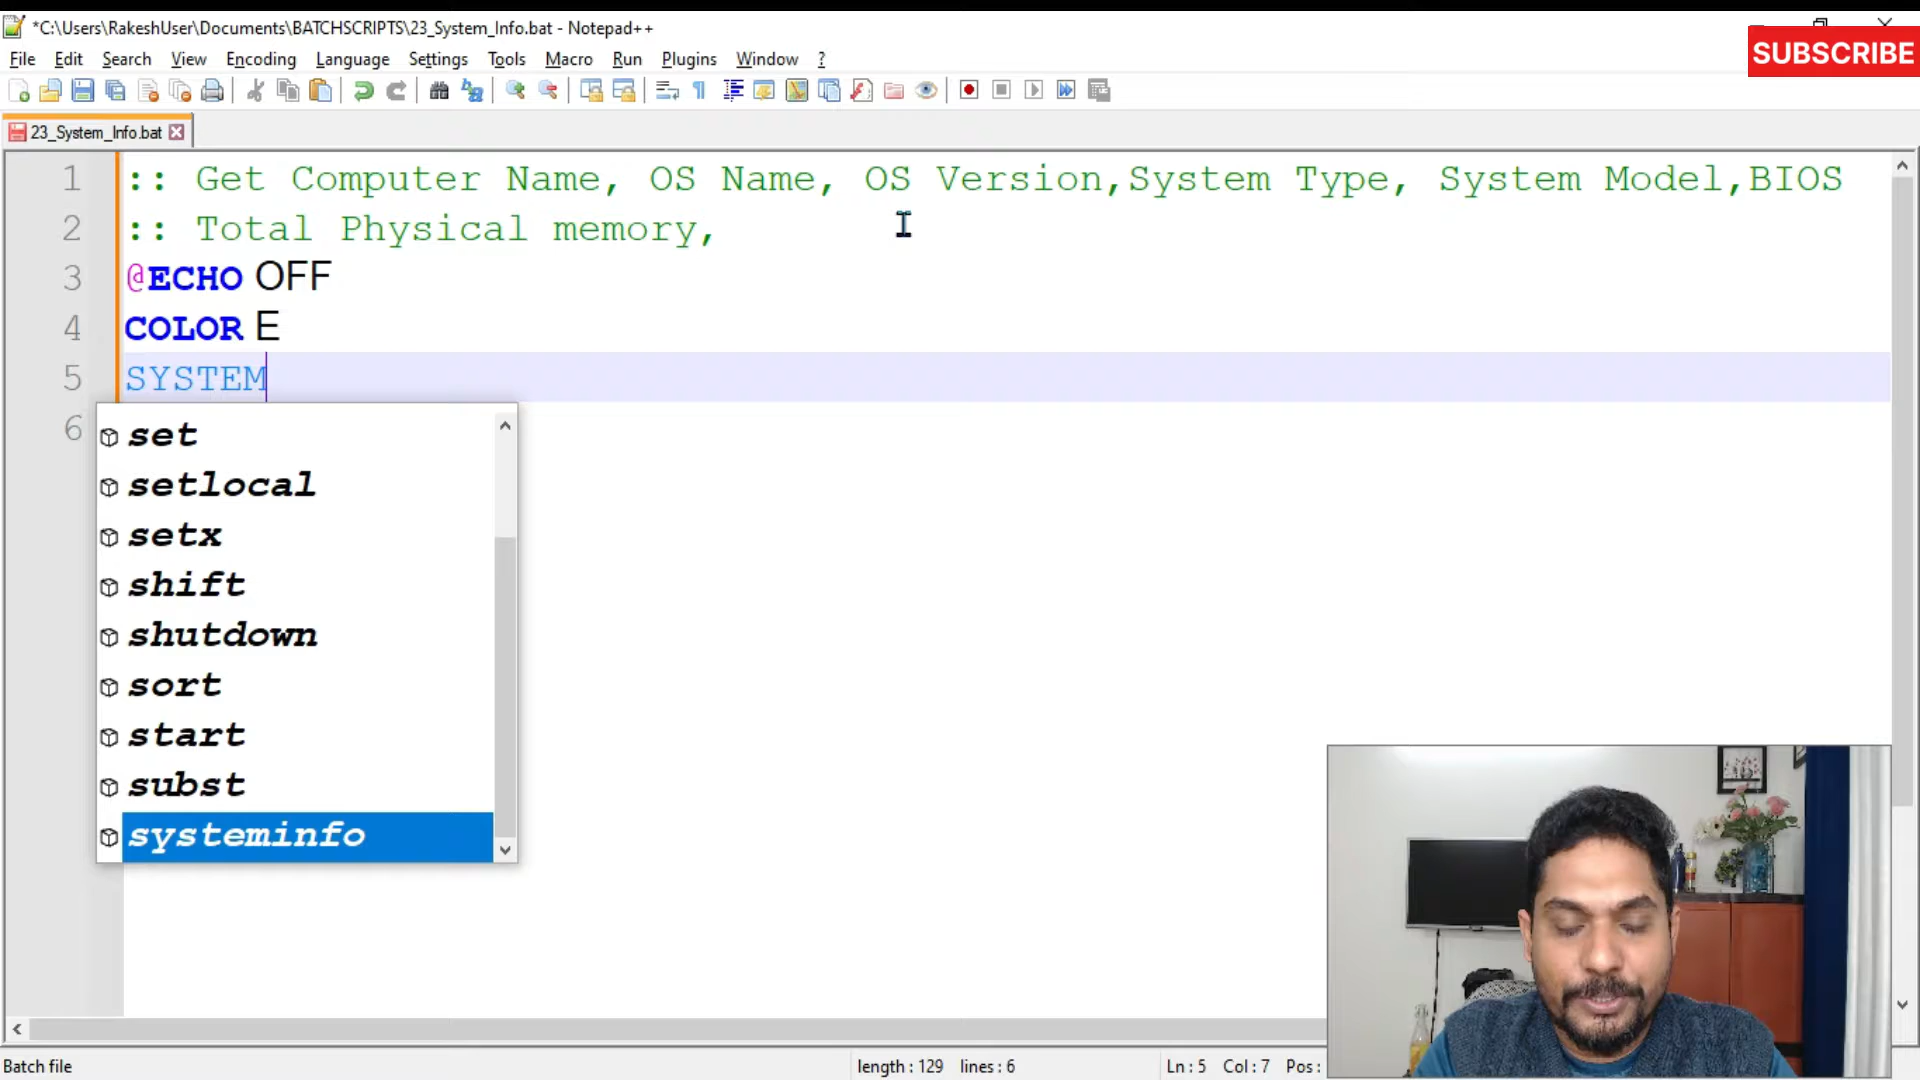 *C:\Users\RakeshUser\Documents\BATCHSCRIPTS\23_System_Info.bat - Notepad++
SUBSCRIBE
File Edit Search View Encoding Language Settings Tools Macro Run Plugins Window ?
23_System_Info.bat
1 :: Get Computer Name, OS Name, OS Version,System Type, System Model,BIOS
2 :: Total Physical memory,
3 @ECHO OFF
4 COLOR E
5 SYSTEM
6
set
setlocal
setx
shift
shutdown
sort
start
subst
systeminfo
Batch file length : 129 lines : 6 Ln : 5 Col : 7 Pos :